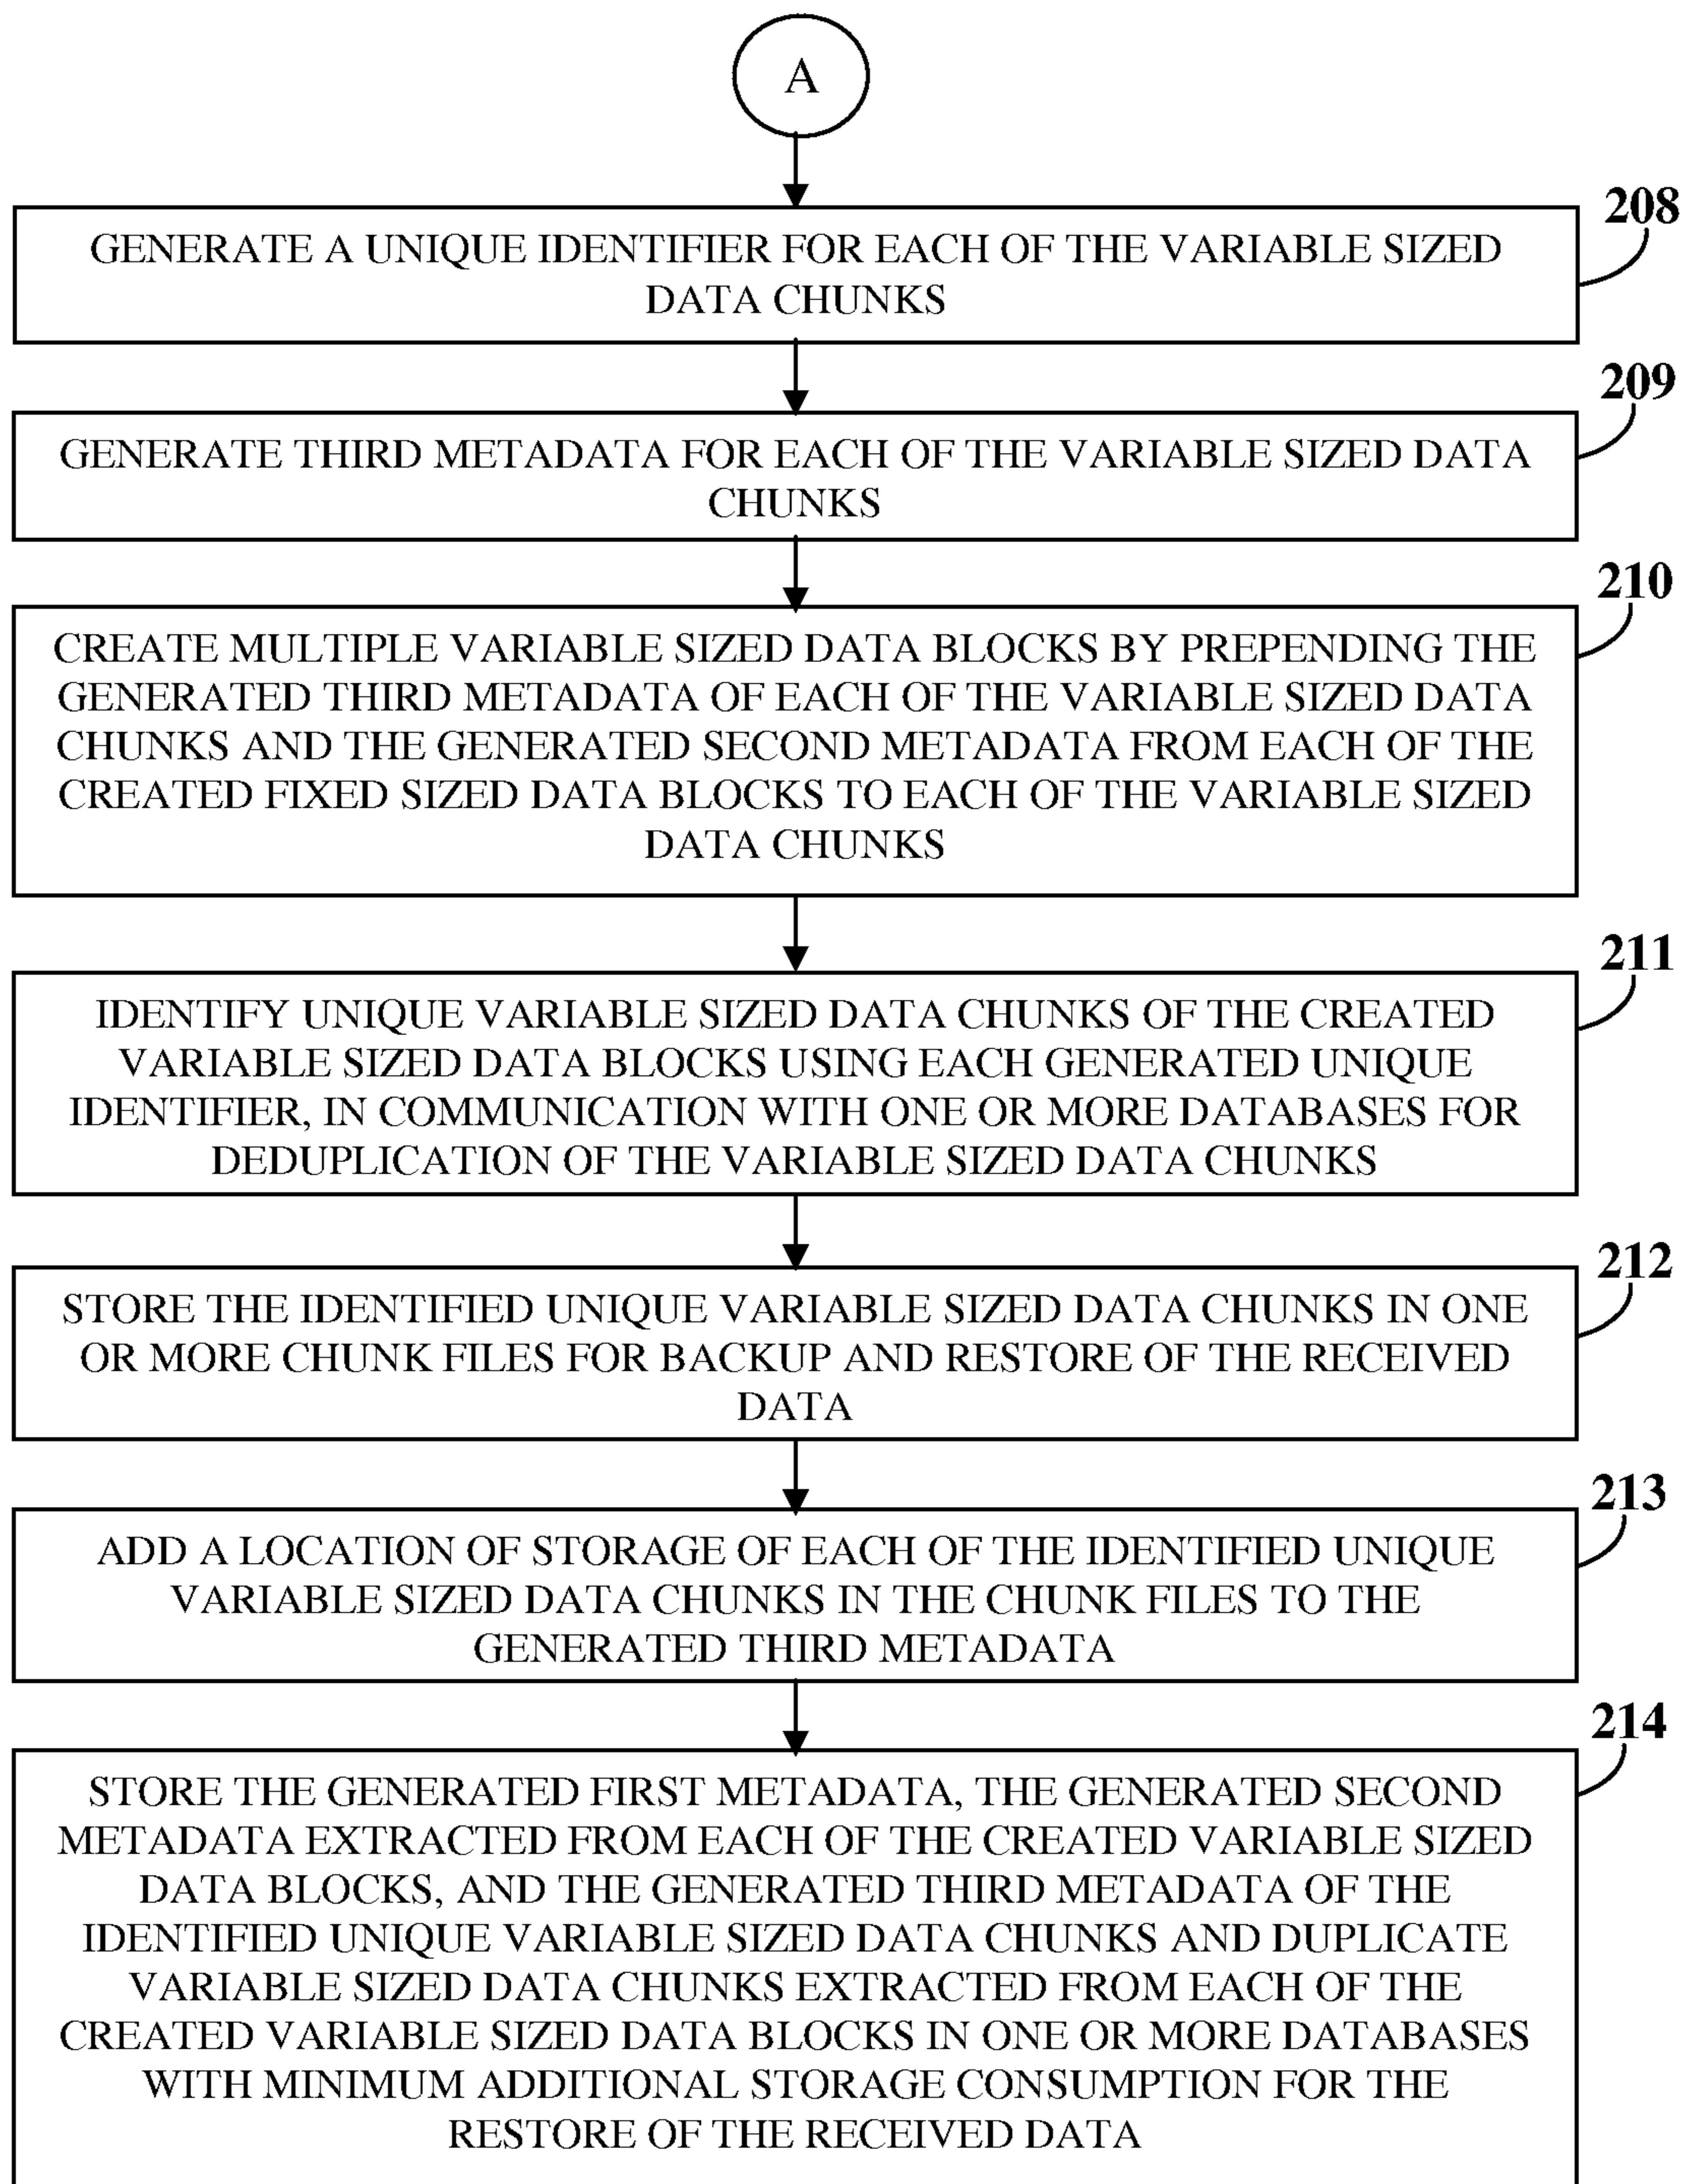 A
208
GENERATE A UNIQUE IDENTIFIER FOR EACH OF THE VARIABLE SIZED
DATA CHUNKS
209
GENERATE THIRD METADATA FOR EACH OF THE VARIABLE SIZED DATA
CHUNKS
210
CREATE MULTIPLE VARIABLE SIZED DATA BLOCKS BY PREPENDING THE
GENERATED THIRD METADATA OF EACH OF THE VARIABLE SIZED DATA
CHUNKS AND THE GENERATED SECOND METADATA FROM EACH OF THE
CREATED FIXED SIZED DATA BLOCKS TO EACH OF THE VARIABLE SIZED
DATA CHUNKS
211
IDENTIFY UNIQUE VARIABLE SIZED DATA CHUNKS OF THE CREATED
VARIABLE SIZED DATA BLOCKS USING EACH GENERATED UNIQUE
IDENTIFIER, IN COMMUNICATION WITH ONE OR MORE DATABASES FOR
DEDUPLICATION OF THE VARIABLE SIZED DATA CHUNKS
212
STORE THE IDENTIFIED UNIQUE VARIABLE SIZED DATA CHUNKS IN ONE
OR MORE CHUNK FILES FOR BACKUP AND RESTORE OF THE RECEIVED
DATA
213
ADD A LOCATION OF STORAGE OF EACH OF THE IDENTIFIED UNIQUE
VARIABLE SIZED DATA CHUNKS IN THE CHUNK FILES TO THE
GENERATED THIRD METADATA
214
STORE THE GENERATED FIRST METADATA, THE GENERATED SECOND
METADATA EXTRACTED FROM EACH OF THE CREATED VARIABLE SIZED
DATA BLOCKS, AND THE GENERATED THIRD METADATA OF THE
IDENTIFIED UNIQUE VARIABLE SIZED DATA CHUNKS AND DUPLICATE
VARIABLE SIZED DATA CHUNKS EXTRACTED FROM EACH OF THE
CREATED VARIABLE SIZED DATA BLOCKS IN ONE OR MORE DATABASES
WITH MINIMUM ADDITIONAL STORAGE CONSUMPTION FOR THE
RESTORE OF THE RECEIVED DATA